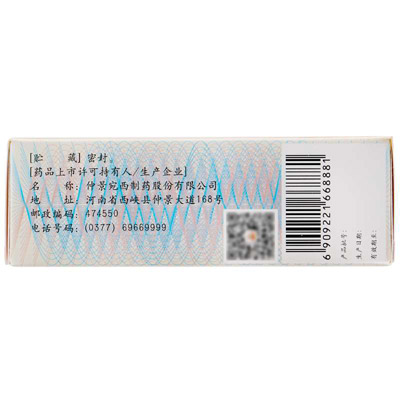 [贮　　藏] 密封。
[药品上市许可持有人/生产企业]
名　　称: 仲景宛西制药股份有限公司
地　　址: 河南省西峡县仲景大道168号
邮政编码: 474550
电话号码: (0377) 69669999
6 909221 668881
产品批号:
生产日期:
有效期至: